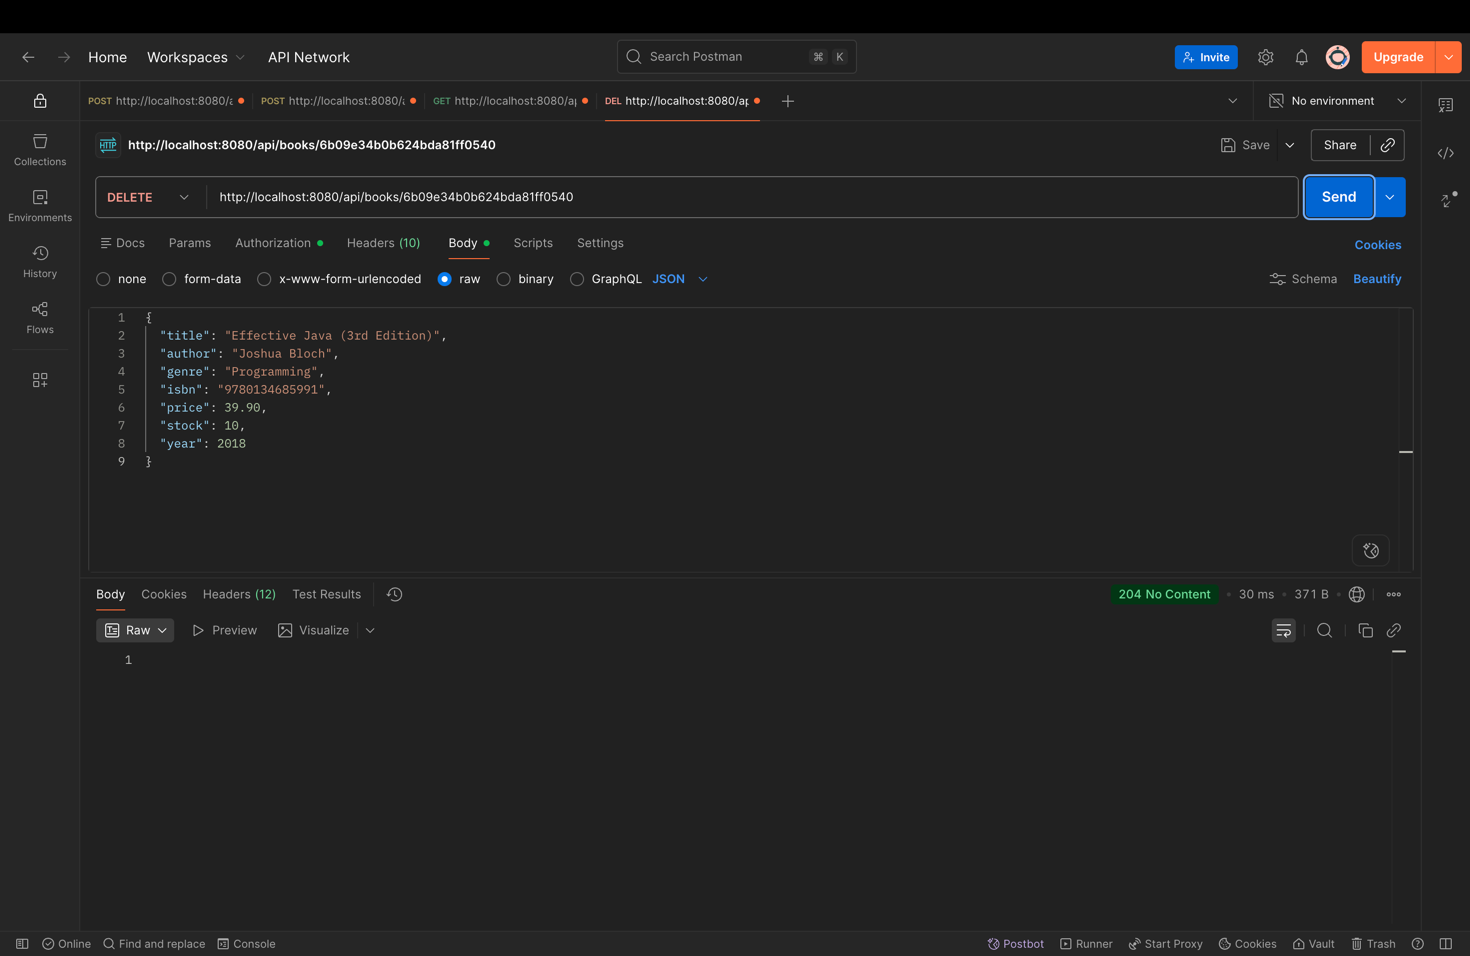 Home Workspaces API Network Search Postman ⌘ K Invite Upgrade
POST http://localhost:8080/a POST http://localhost:8080/a GET http://localhost:8080/ap DEL http://localhost:8080/ap No environment
HTTP http://localhost:8080/api/books/6b09e34b0b624bda81ff0540 Save Share
Collections
DELETE http://localhost:8080/api/books/6b09e34b0b624bda81ff0540 Send
Environments
Docs Params Authorization Headers (10) Body Scripts Settings Cookies
History
none form-data x-www-form-urlencoded raw binary GraphQL JSON Schema Beautify
Flows
1 {
2 "title": "Effective Java (3rd Edition)",
3 "author": "Joshua Bloch",
4 "genre": "Programming",
5 "isbn": "9780134685991",
6 "price": 39.90,
7 "stock": 10,
8 "year": 2018
9 }
Body Cookies Headers (12) Test Results 204 No Content • 30 ms • 371 B •
Raw Preview Visualize
1
Online Find and replace Console Postbot Runner Start Proxy Cookies Vault Trash